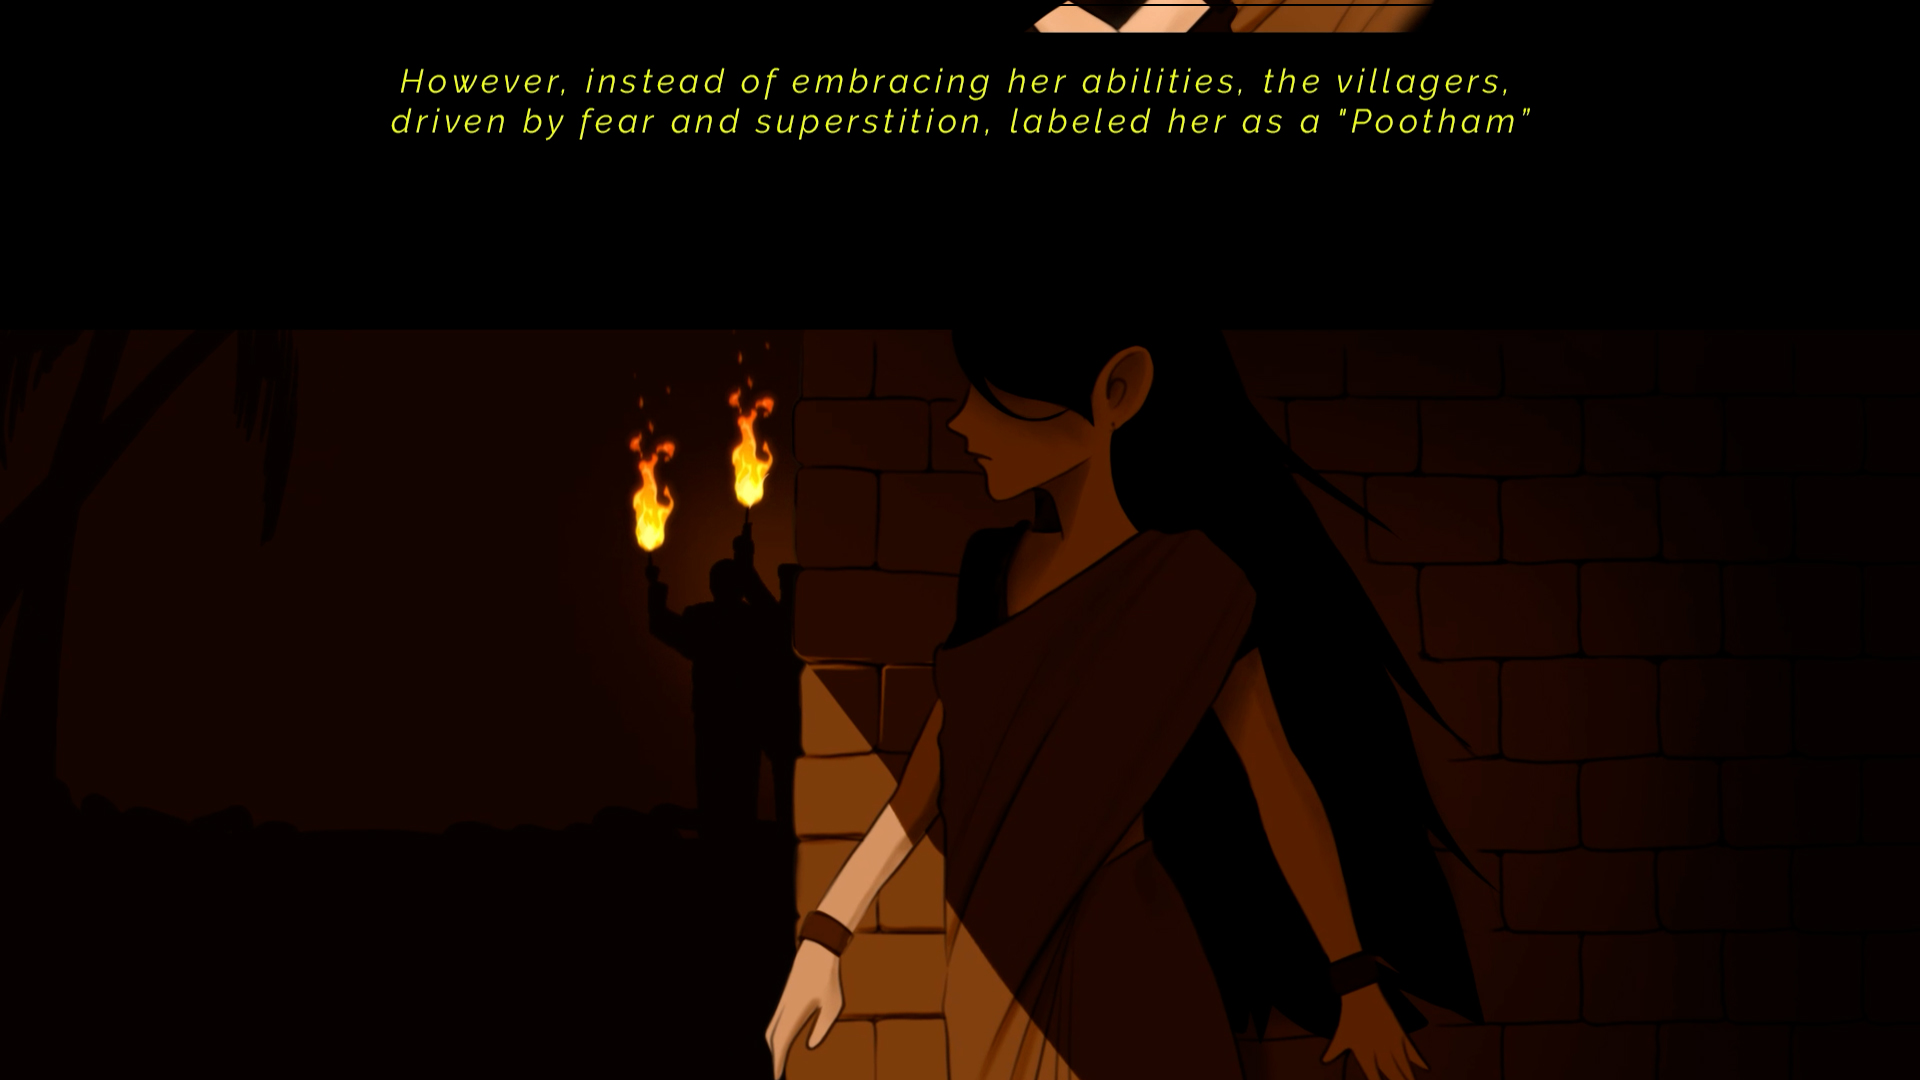 However, instead of embracing her abilities, the villagers,
driven by fear and superstition, labeled her as a "Pootham"